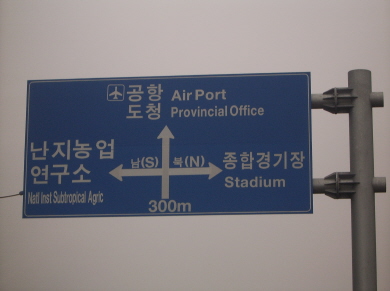 공항 Air Port
도청 Provincial Office
난지농업
연구소
Natl Inst Subtropical Agric
남(S) 북(N)
종합경기장
Stadium
300m